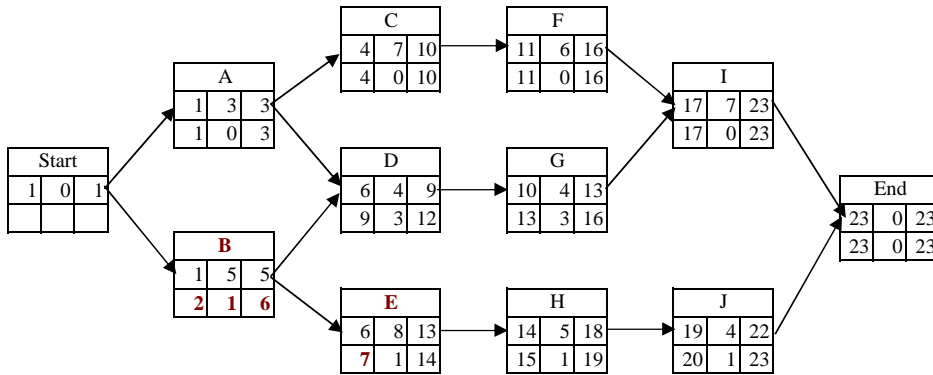 Start
1 0 1
A
1 3 3
1 0 3
B
1 5 5
2 1 6
C
4 7 10
4 0 10
D
6 4 9
9 3 12
E
6 8 13
7 1 14
F
11 6 16
11 0 16
G
10 4 13
13 3 16
H
14 5 18
15 1 19
I
17 7 23
17 0 23
J
19 4 22
20 1 23
End
23 0 23
23 0 23